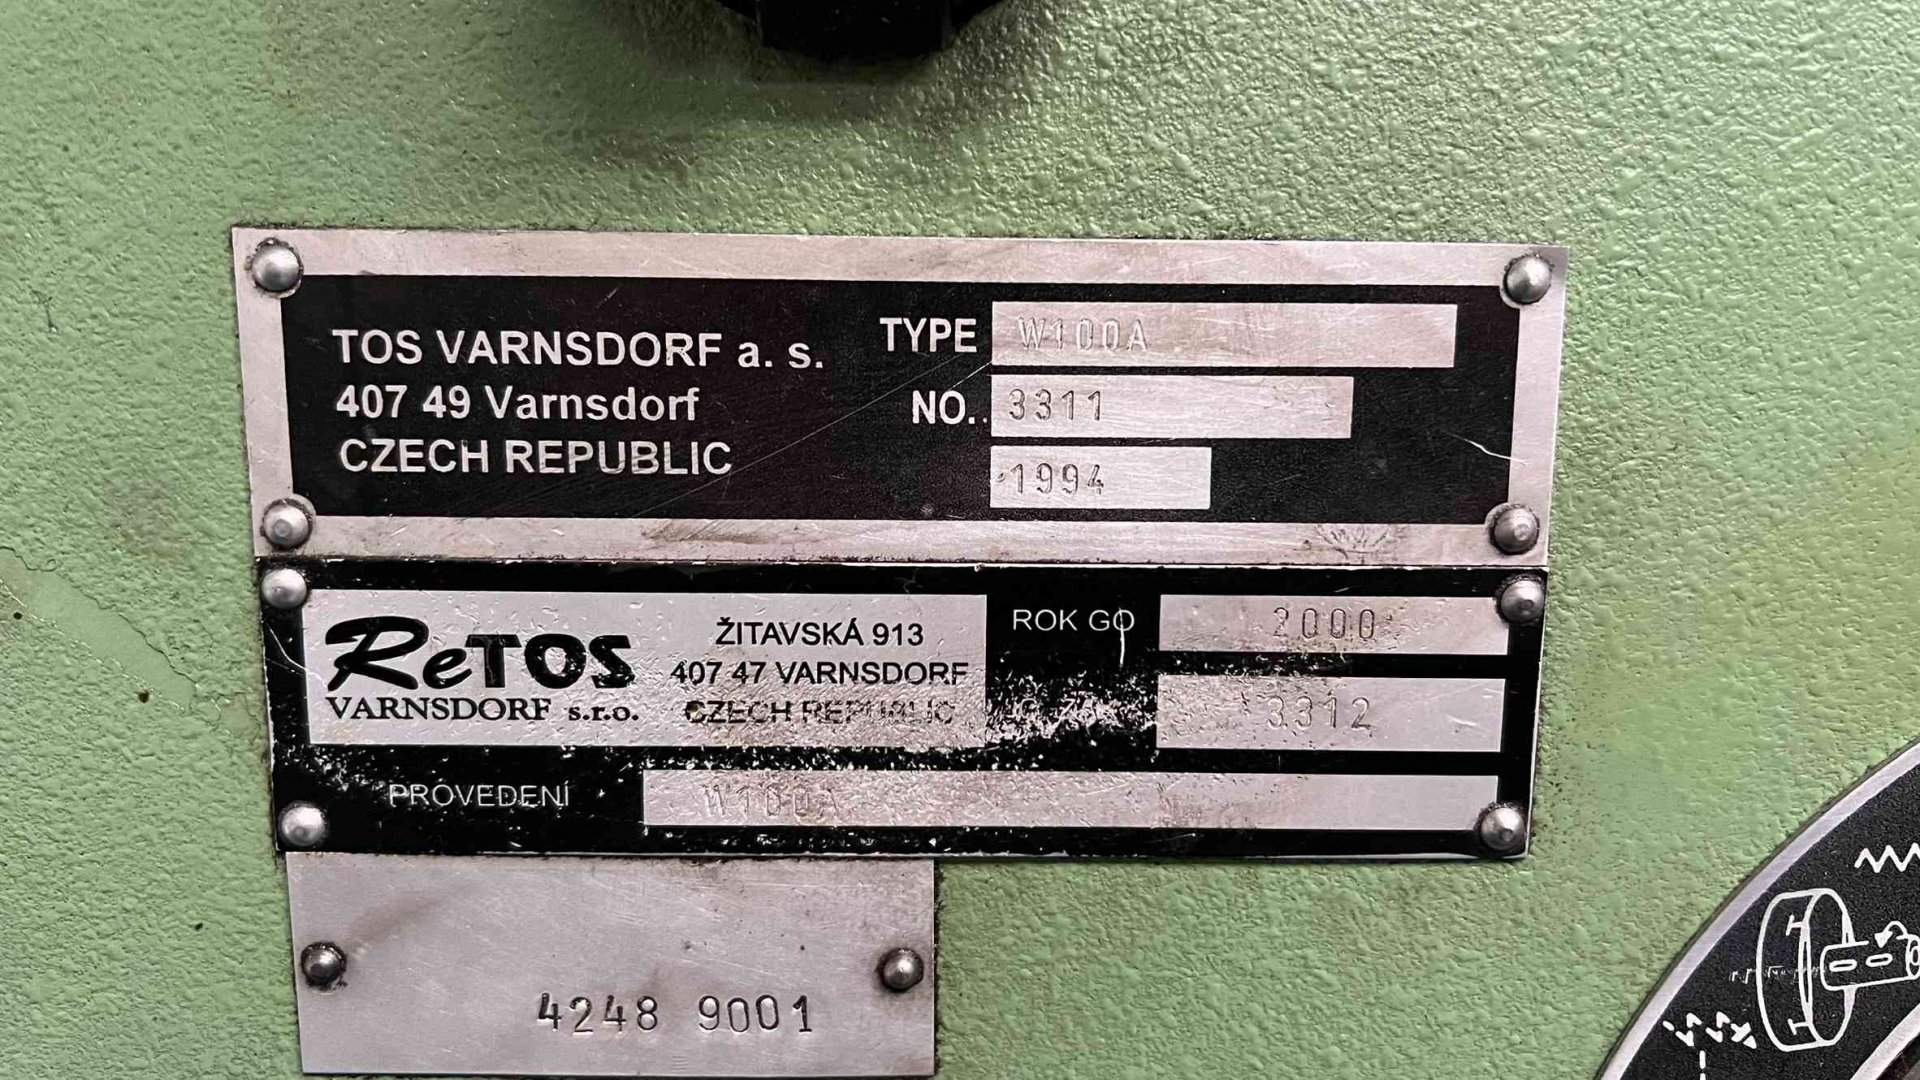 TOS VARNSDORF a. s.
407 49 Varnsdorf
CZECH REPUBLIC
TYPE W100A
NO.. 3311
1994
ReTOS
VARNSDORF s.r.o.
ŽITAVSKÁ 913
407 47 VARNSDORF
CZECH REPUBLIC
ROK GO 2000
3312
PROVEDENÍ W100A
4248 9001